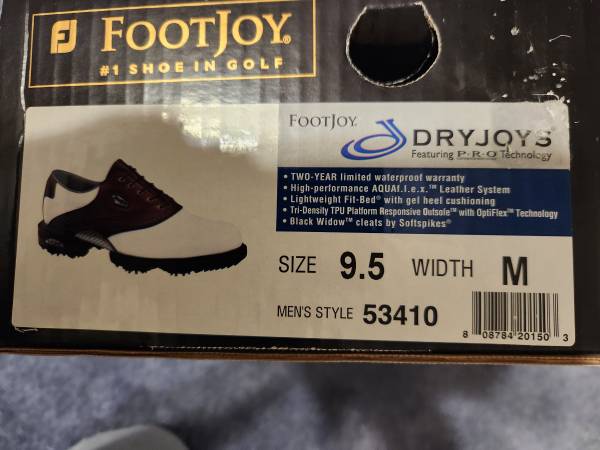 FJ FOOTJOY®
#1 SHOE IN GOLF
FOOTJOY®
DRYJOYS®
Featuring P·R·O Technology
• TWO-YEAR limited waterproof warranty
• High-performance AQUAf.l.e.x.™ Leather System
• Lightweight Fit-Bed® with gel heel cushioning
• Tri-Density TPU Platform Responsive Outsole™ with OptiFlex™ Technology
• Black Widow™ cleats by Softspikes®
SIZE 9.5 WIDTH M
MEN'S STYLE 53410
8 08784 20150 3